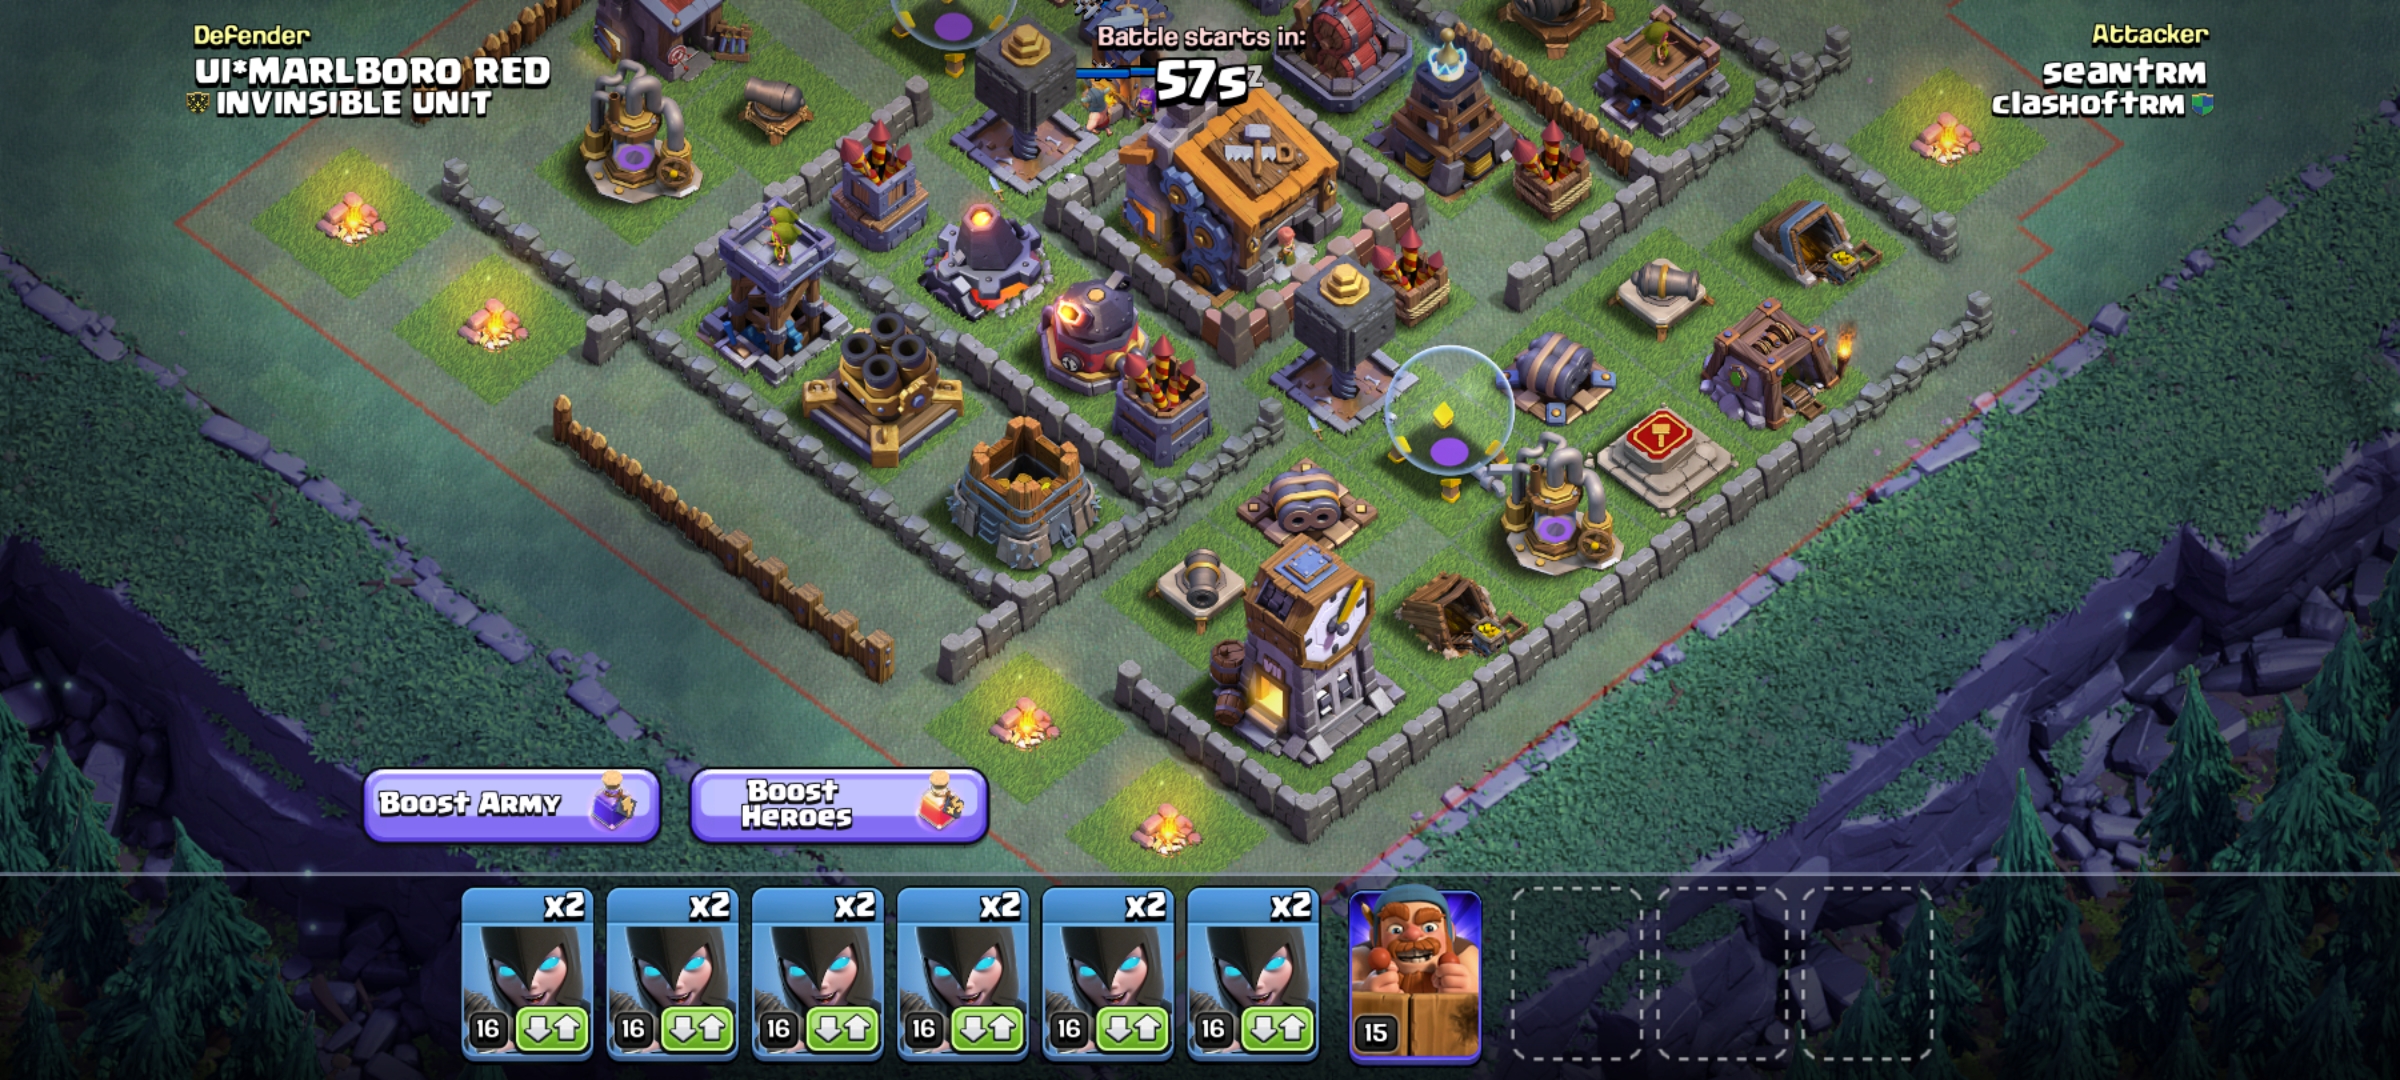 Defender
UI*MARLBORO RED
INVINSIBLE UNIT
Battle starts in:
57s
Attacker
seantRM
clashoftRM
Boost Army
Boost
Heroes
x2
x2
x2
x2
x2
x2
16
16
16
16
16
16
15